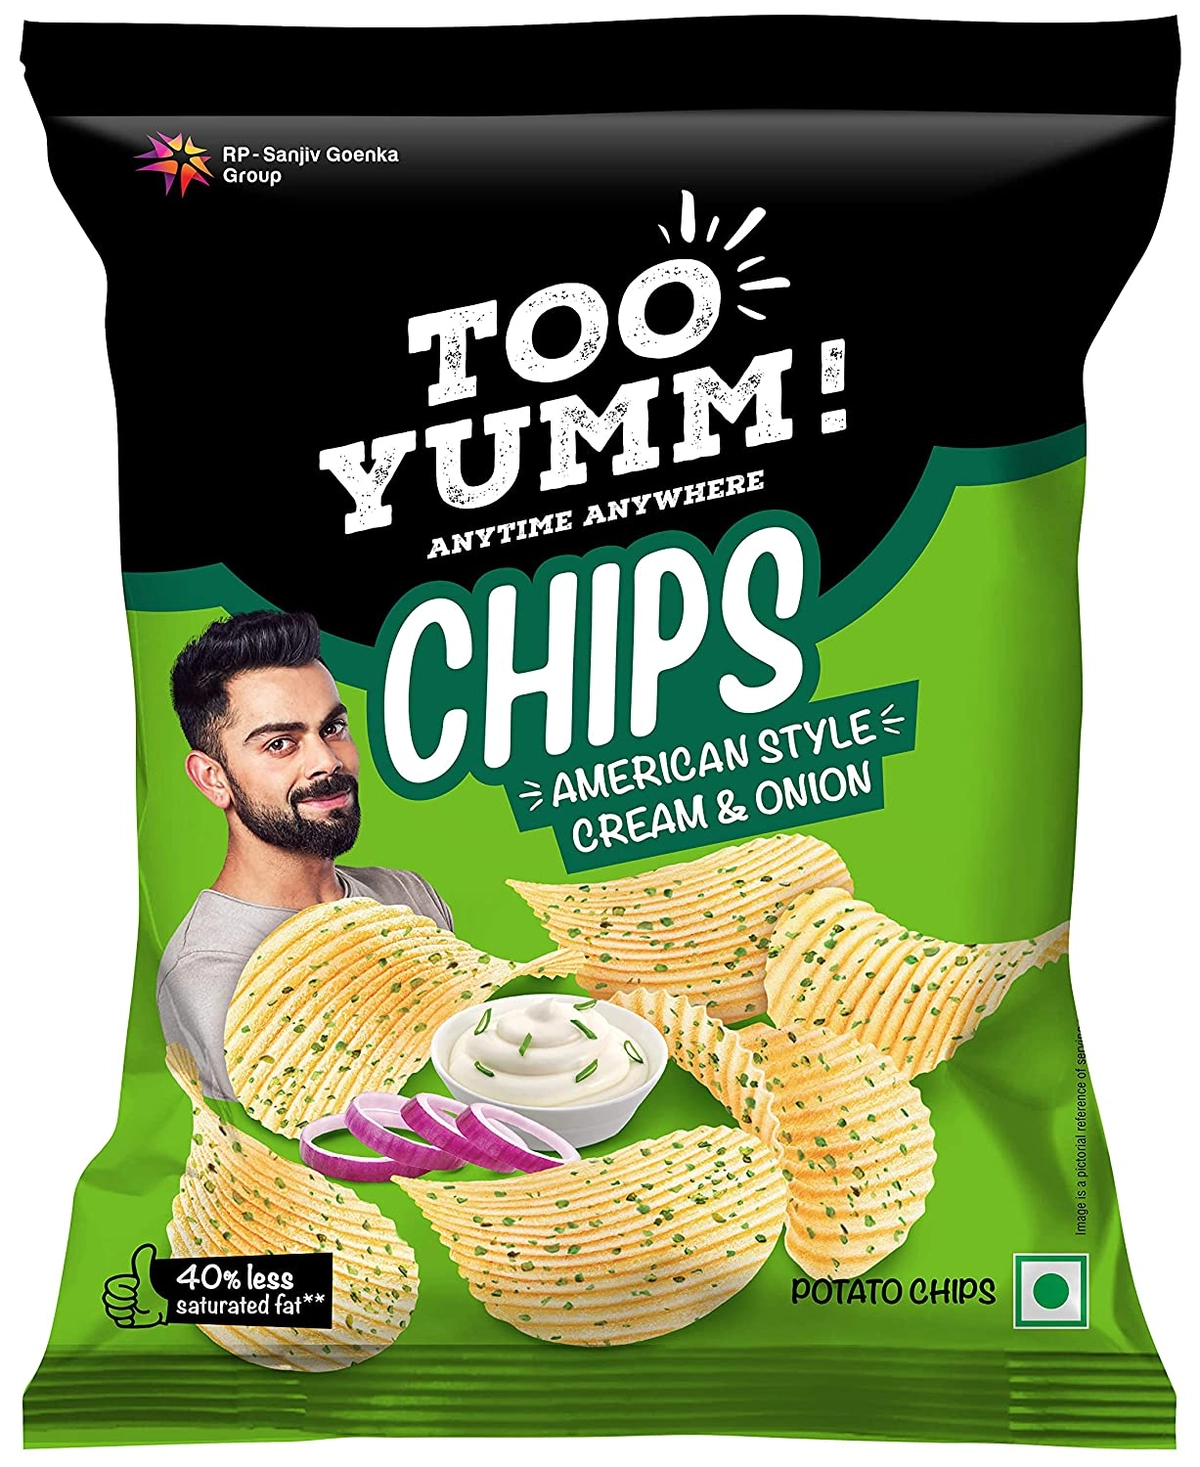 RP-Sanjiv Goenka
Group
TOO
YUMM!
ANYTIME ANYWHERE
CHIPS
AMERICAN STYLE
CREAM & ONION
Image is a pictorial reference of
40% less
saturated fat**
POTATO CHIPS